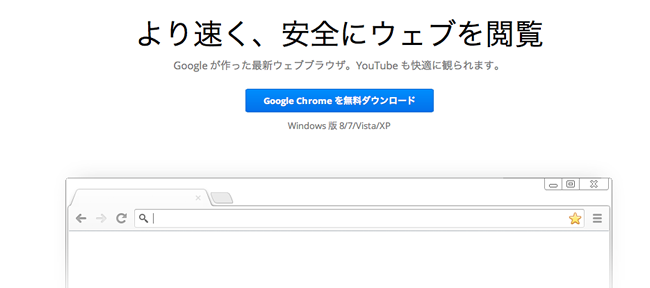 より速く、安全にウェブを閲覧
Google が作った最新ウェブブラウザ。YouTube も快適に観られます。
Google Chrome を無料ダウンロード
Windows 版 8/7/Vista/XP